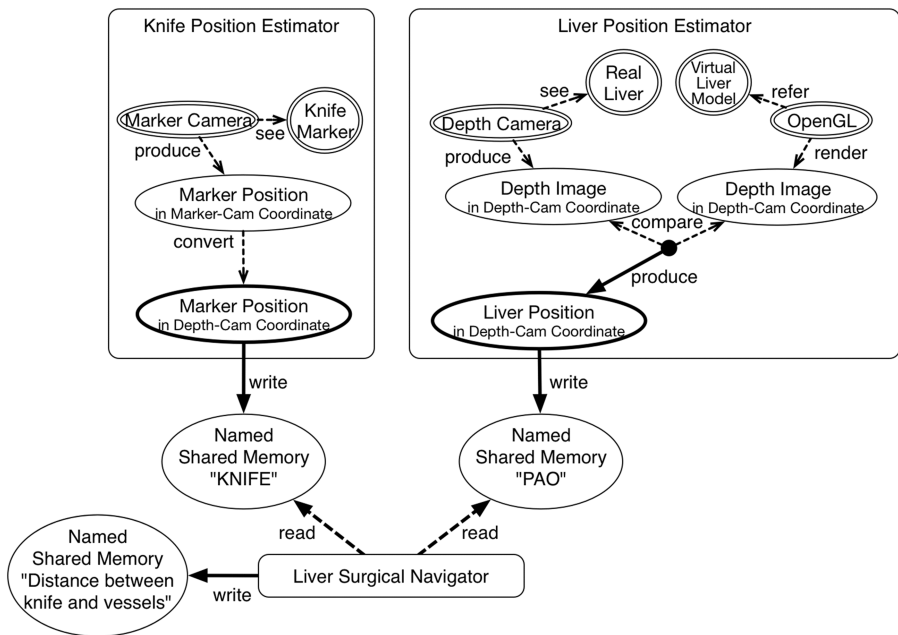 Knife Position Estimator
Marker Camera
see
Knife
Marker
produce
Marker Position
in Marker-Cam Coordinate
convert
Marker Position
in Depth-Cam Coordinate
write
Named
Shared Memory
"KNIFE"
Liver Position Estimator
Depth Camera
see
Real
Liver
Virtual
Liver
Model
refer
OpenGL
produce
render
Depth Image
in Depth-Cam Coordinate
Depth Image
in Depth-Cam Coordinate
compare
produce
Liver Position
in Depth-Cam Coordinate
write
Named
Shared Memory
"PAO"
read
read
Named
Shared Memory
"Distance between
knife and vessels"
write
Liver Surgical Navigator